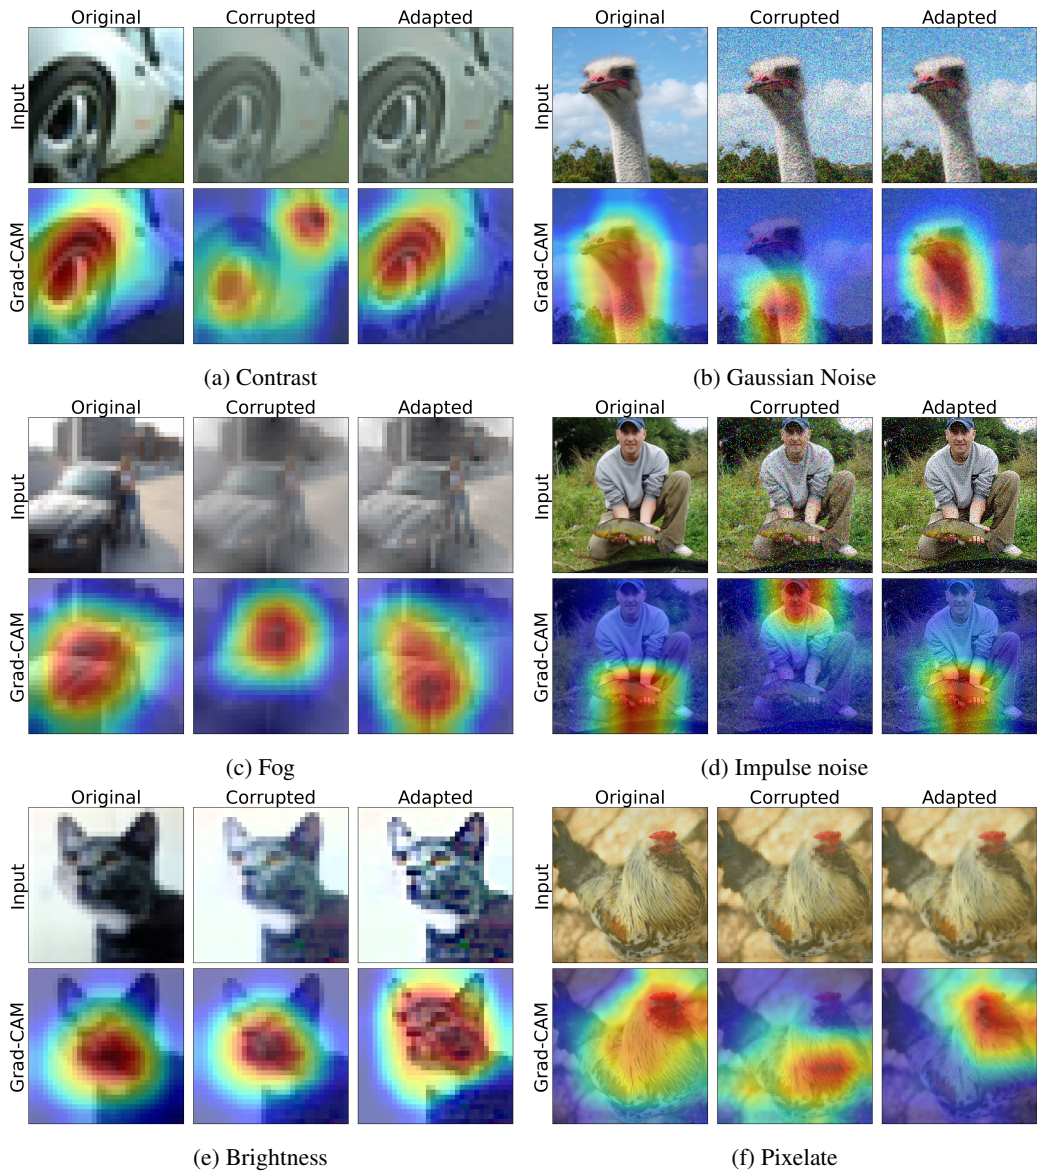 Original Corrupted Adapted
Input
Grad-CAM
(a) Contrast
Original Corrupted Adapted
Input
Grad-CAM
(b) Gaussian Noise
Original Corrupted Adapted
Input
Grad-CAM
(c) Fog
Original Corrupted Adapted
Input
Grad-CAM
(d) Impulse noise
Original Corrupted Adapted
Input
Grad-CAM
(e) Brightness
Original Corrupted Adapted
Input
Grad-CAM
(f) Pixelate